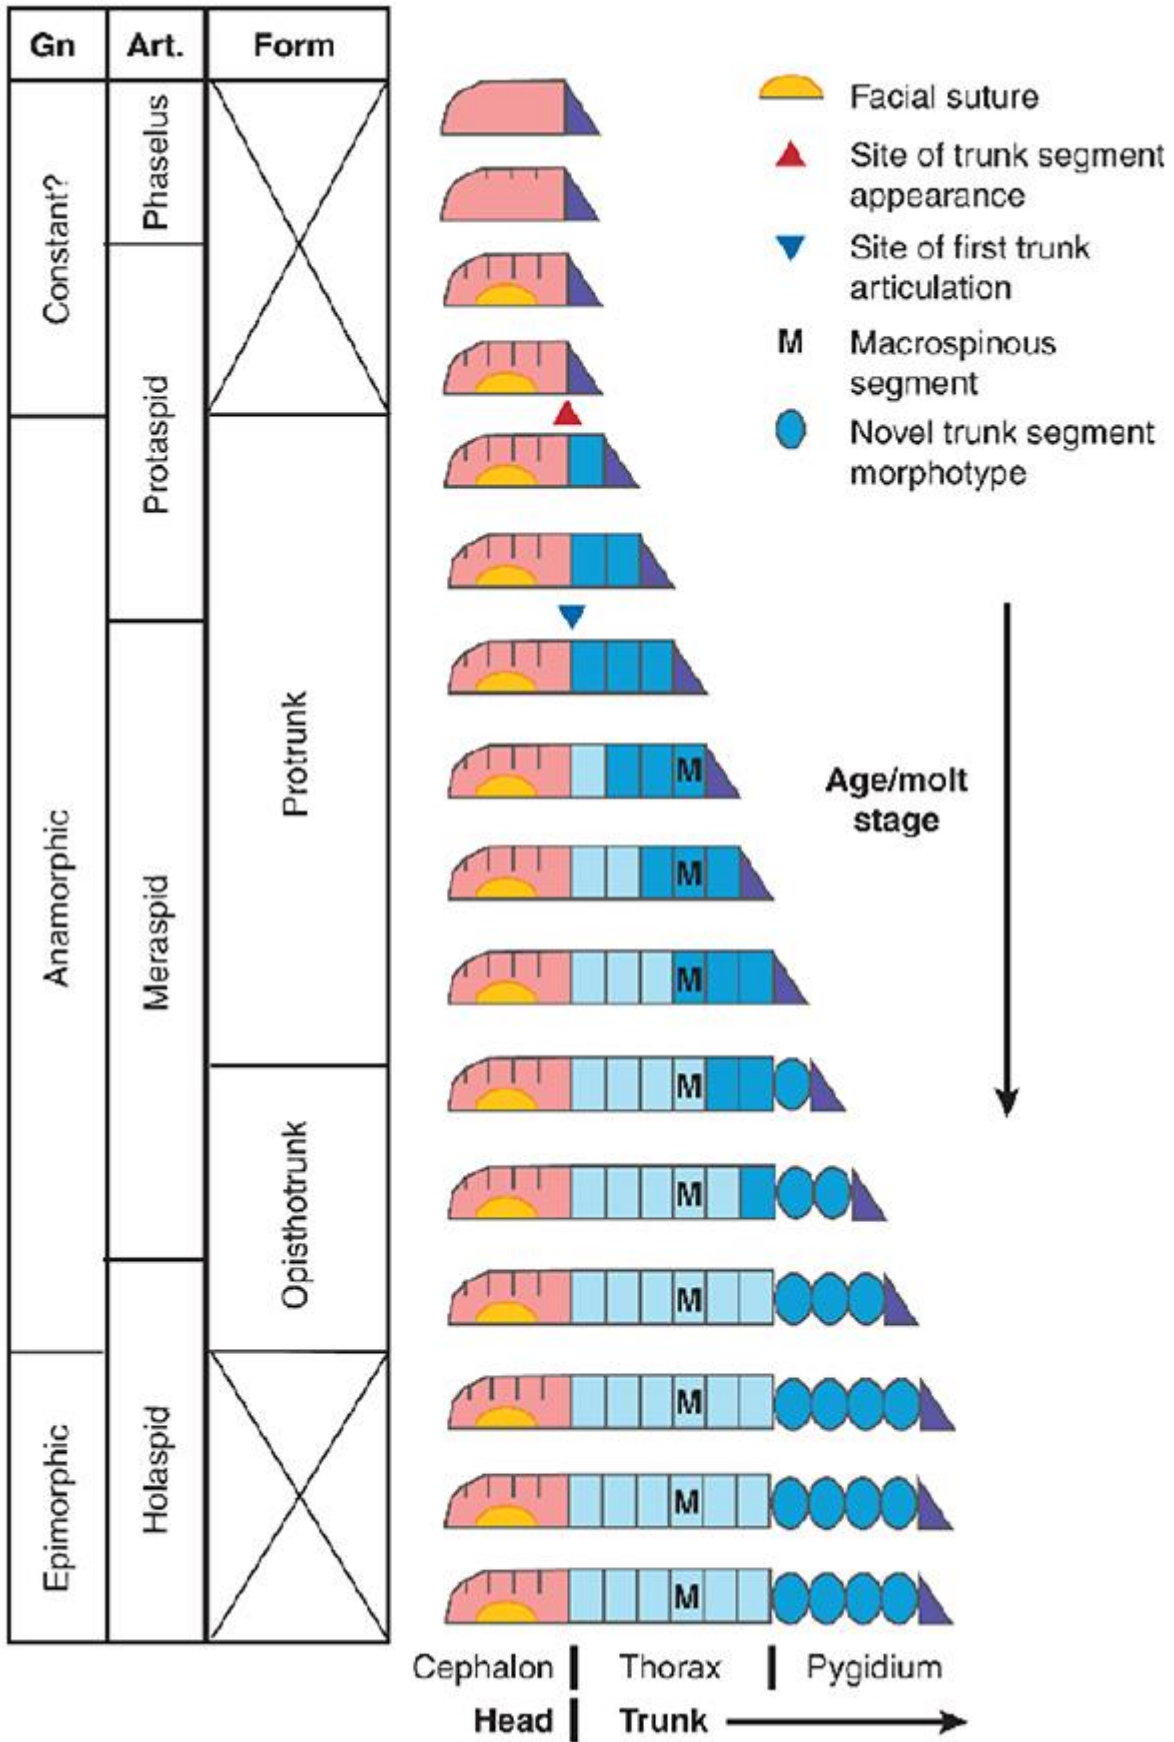 Gn Art. Form
Constant?
Anamorphic
Epimorphic
Phaselus
Protaspid
Meraspid
Holaspid
Protrunk
Opisthotrunk
Facial suture
Site of trunk segment
appearance
Site of first trunk
articulation
M Macrospinous
segment
Novel trunk segment
morphotype
Age/molt
stage
M
M
M
M
M
M
M
M
M
Cephalon Thorax Pygidium
Head Trunk